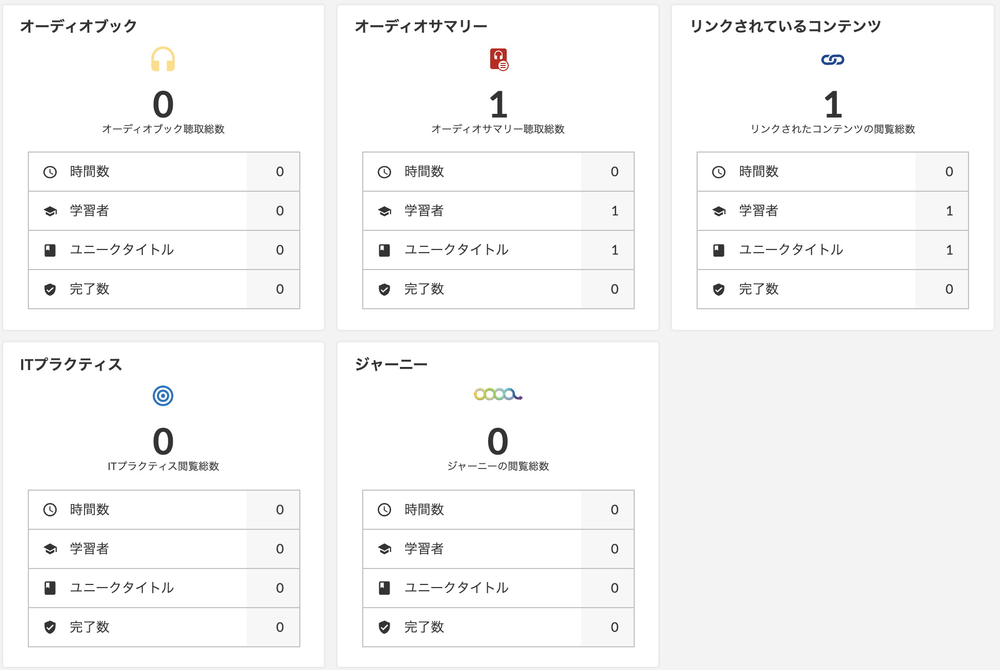 オーディオブック
0
オーディオブック聴取総数
時間数 0
学習者 0
ユニークタイトル 0
完了数 0
オーディオサマリー
1
オーディオサマリー聴取総数
時間数 0
学習者 1
ユニークタイトル 1
完了数 0
リンクされているコンテンツ
1
リンクされたコンテンツの閲覧総数
時間数 0
学習者 1
ユニークタイトル 1
完了数 0
ITプラクティス
0
ITプラクティス閲覧総数
時間数 0
学習者 0
ユニークタイトル 0
完了数 0
ジャーニー
0
ジャーニーの閲覧総数
時間数 0
学習者 0
ユニークタイトル 0
完了数 0